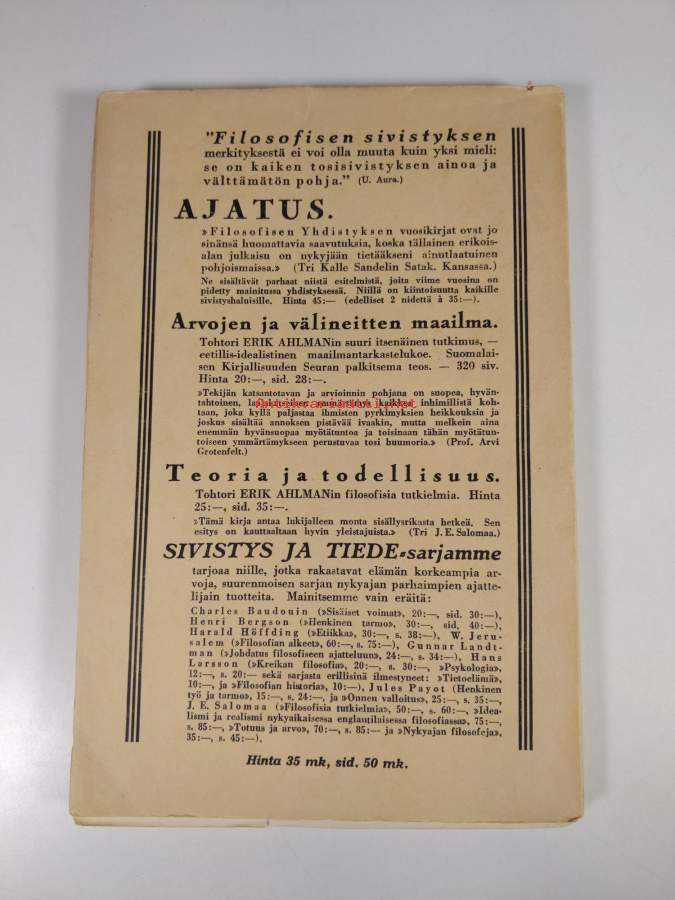 "Filosofisen sivistyksen
merkityksestä ei voi olla muuta kuin yksi mieli:
se on kaiken tosisivistyksen ainoa ja
välttämätön pohja." (U. Aura.)
AJATUS.
»Filosofisen Yhdistyksen vuosikirjat ovat jo
sinänsä huomattavia saavutuksia, koska tällainen erikois-
alan julkaisu on nykyjään tietääkseni ainutlaatuinen
pohjoismaissa.» (Tri Kalle Sandelin Satak. Kansassa.)
Ne sisältävät parhaat niistä esitelmistä, joita viime vuosina on
pidetty mainitussa yhdistyksessä. Niillä on kiintoisuutta kaikille
sivistyshaluisille. Hinta 45:— (edelliset 2 nidettä à 35:—).
Arvojen ja välineitten maailma.
Tohtori ERIK AHLMANin suuri itsenäinen tutkimus, —
eetillis-idealistinen maailmantarkastelukoe. Suomalai-
sen Kirjallisuuden Seuran palkitsema teos. — 320 siv.
Hinta 20:—, sid. 28:—.
»Tekijän katsantotavan ja arvioinnin pohjana on suopea, hyvän-
tahtoinen, ymmärtämys kaikkea inhimillistä koh-
taan, joka kyllä paljastaa ihmisten pyrkimyksien heikkouksia ja
joskus sisältää annoksen pistävää ivaakin, mutta melkein aina
enemmän hyvänsuopaa myötätuntoa ja toisinaan tähän myötätun-
toiseen ymmärtämykseen perustuvaa tosi huumoria.» (Prof. Arvi
Grotenfelt.)
Antikvariaatti.net
Teoria ja todellisuus.
Tohtori ERIK AHLMANin filosofisia tutkielmia. Hinta
25:—, sid. 35:—.
»Tämä kirja antaa lukijalleen monta sisällysrikasta hetkeä. Sen
esitys on kauttaaltaan hyvin yleistajuista.» (Tri J. E. Salomaa.)
SIVISTYS JA TIEDE-sarjamme
tarjoaa niille, jotka rakastavat elämän korkeampia ar-
voja, suurenmoisen sarjan nykyajan parhaimpien ajatte-
lijain tuotteita. Mainitsemme vain eräitä:
Charles Baudouin (»Sisäiset voimat», 20:—, sid. 30:—),
Henri Bergson (»Henkinen tarmo», 30:—, sid. 40:—),
Harald Höffding (»Etiikka», 30:—, s. 38:—), W. Jeru-
salem (»Filosofian alkeet», 60:—, s. 75:—), Gunnar Landt-
man (»Johdatus filosofiseen ajatteluun», 24:—, s. 34:—), Hans
Larsson (»Kreikan filosofia», 20:—, s. 30:—, »Psykologia»,
12:—, s. 20:— sekä sarjasta erillisinä ilmestyneet: »Tietoelämä»,
10:—, ja »Filosofian historia», 10:—), Jules Payot (Henkinen
työ ja tarmo», 15:—, s. 24:—, ja »Onnen valloitus», 25:—, s. 35:—,
J. E. Salomaa (»Filosofisia tutkielmia», 50:—, s. 60:—, »Idea-
lismi ja realismi nykyaikaisessa englantilaisessa filosofiassa», 75:—,
s. 85:—, »Totuus ja arvo», 70:—, s. 85:— ja »Nykyajan filosofeja»,
35:—, s. 45:—).
Hinta 35 mk, sid. 50 mk.